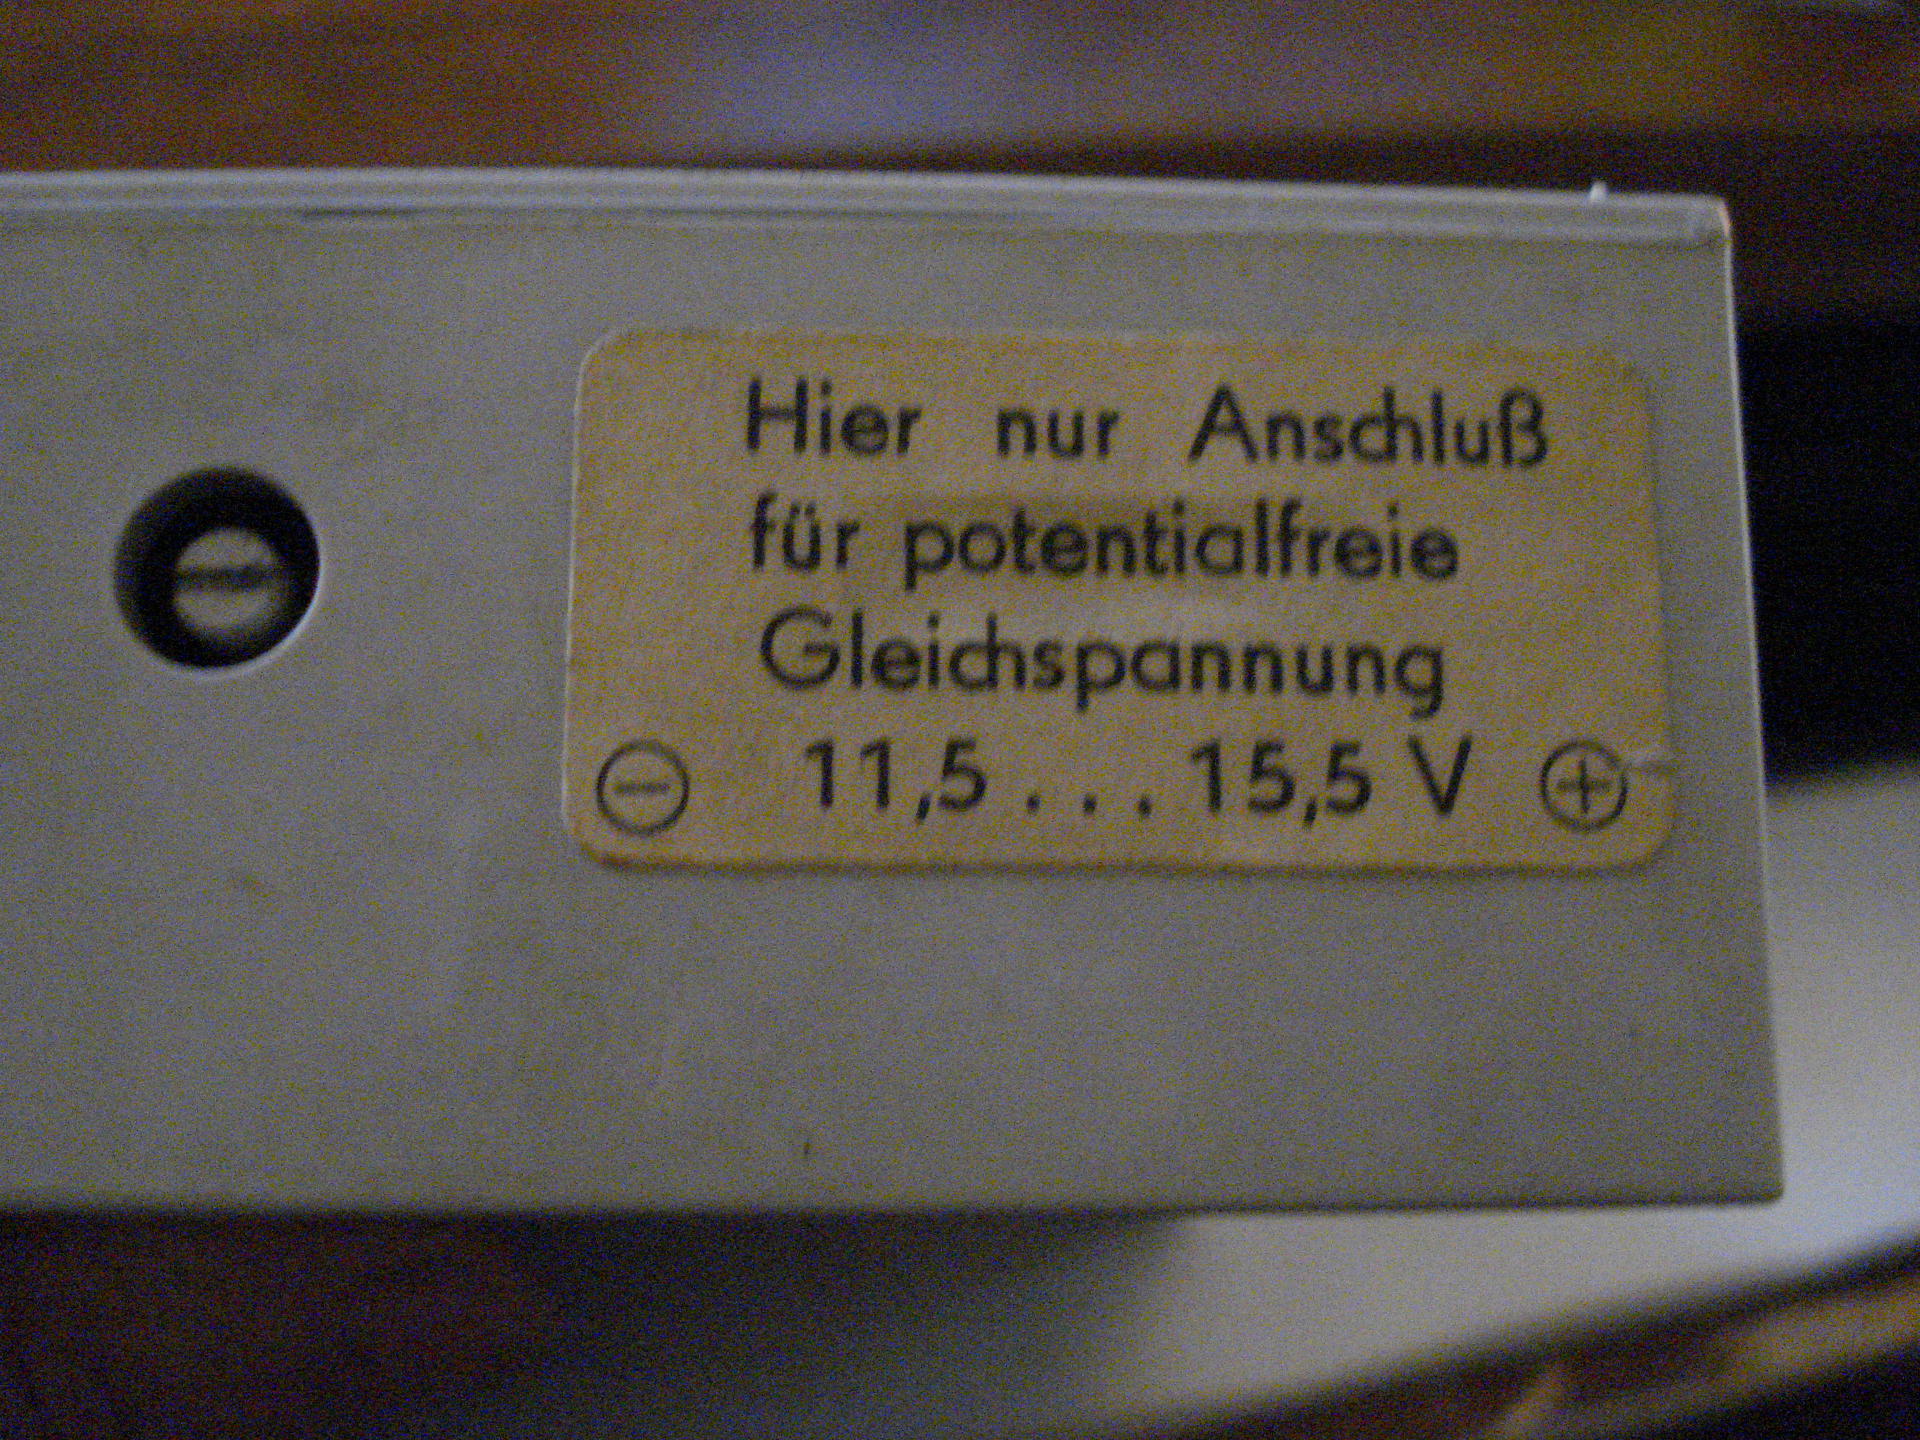 Hier nur Anschluß
für potentialfreie
Gleichspannung
⊖ 11,5 . . . 15,5 V ⊕